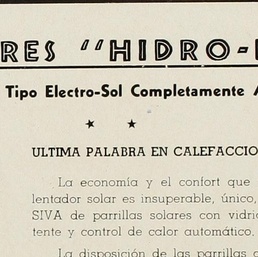 RES "HIDRO-
Tipo Electro-Sol Completamente A
ULTIMA PALABRA EN CALEFACCIO
La economía y el confort que
lentador solar es insuperable, único,
SIVA de parrillas solares con vidri
tente y control de calor automático,
La disposición de las parrillas